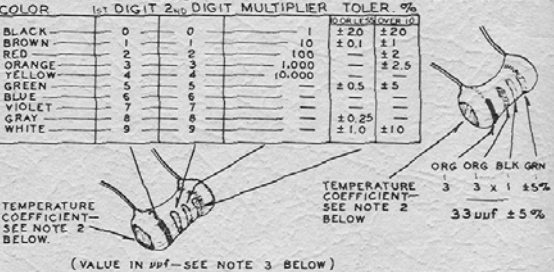 COLOR 1ST DIGIT 2ND DIGIT MULTIPLIER TOLER. %
10 OR LESS OVER 10
BLACK 0 0 1 ±2.0 ±20
BROWN 1 1 10 ±0.1 ±1
RED 2 2 100 — ±2
ORANGE 3 3 1,000 — ±2.5
YELLOW 4 4 10,000 — —
GREEN 5 5 — ±0.5 ±5
BLUE 6 6 — — —
VIOLET 7 7 — — —
GRAY 8 8 — ±0.25 —
WHITE 9 9 — ±1.0 ±10
ORG ORG BLK GRN
3 3 x 1 ±5%
33 µµf ±5%
TEMPERATURE
COEFFICIENT—
SEE NOTE 2
BELOW
TEMPERATURE
COEFFICIENT—
SEE NOTE 2
BELOW.
(VALUE IN µµf—SEE NOTE 3 BELOW)